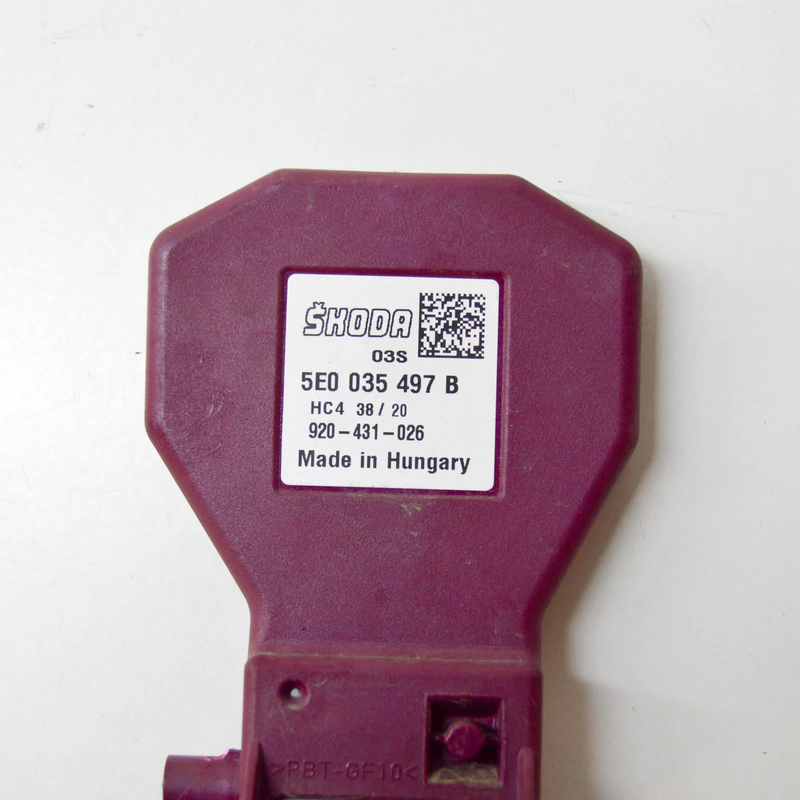 ŠKODA
03S
5E0 035 497 B
HC4 38 / 20
920-431-026
Made in Hungary
>PBT-GF10<